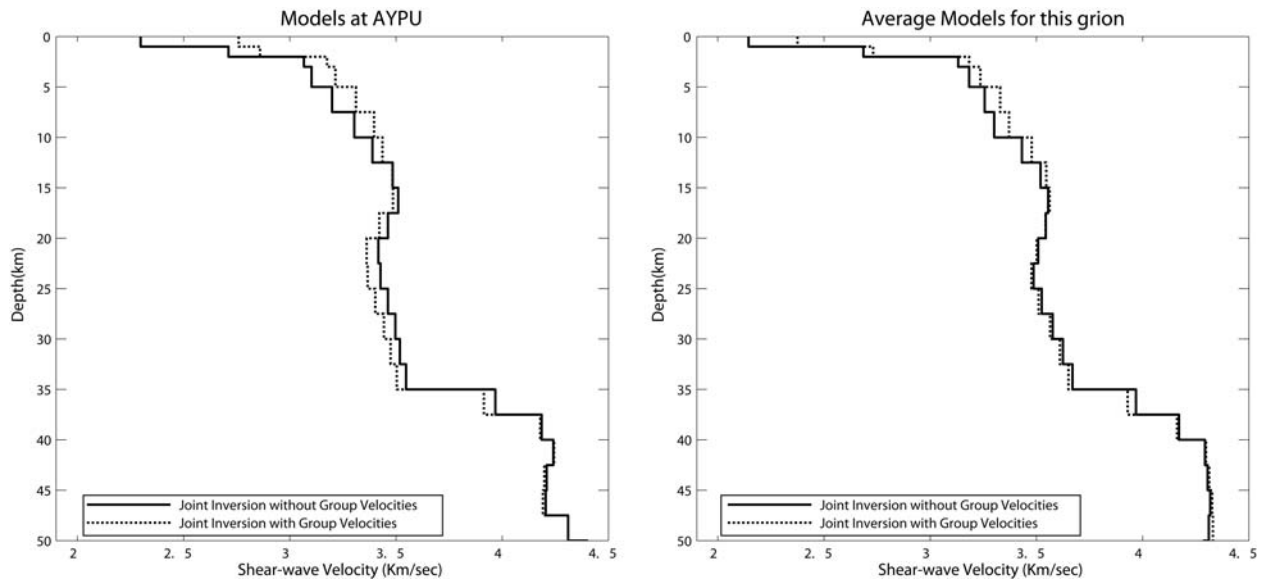 Models at AYPU
0
5
10
15
20
25
30
35
40
45
50
Depth(km)
Joint Inversion without Group Velocities
Joint Inversion with Group Velocities
2 2. 5 3 3. 5 4 4. 5
Shear-wave Velocity (Km/sec)
Average Models for this grion
0
5
10
15
20
25
30
35
40
45
50
Depth(km)
Joint Inversion without Group Velocities
Joint Inversion with Group Velocities
2 2. 5 3 3. 5 4 4. 5
Shear-wave Velocity (Km/sec)